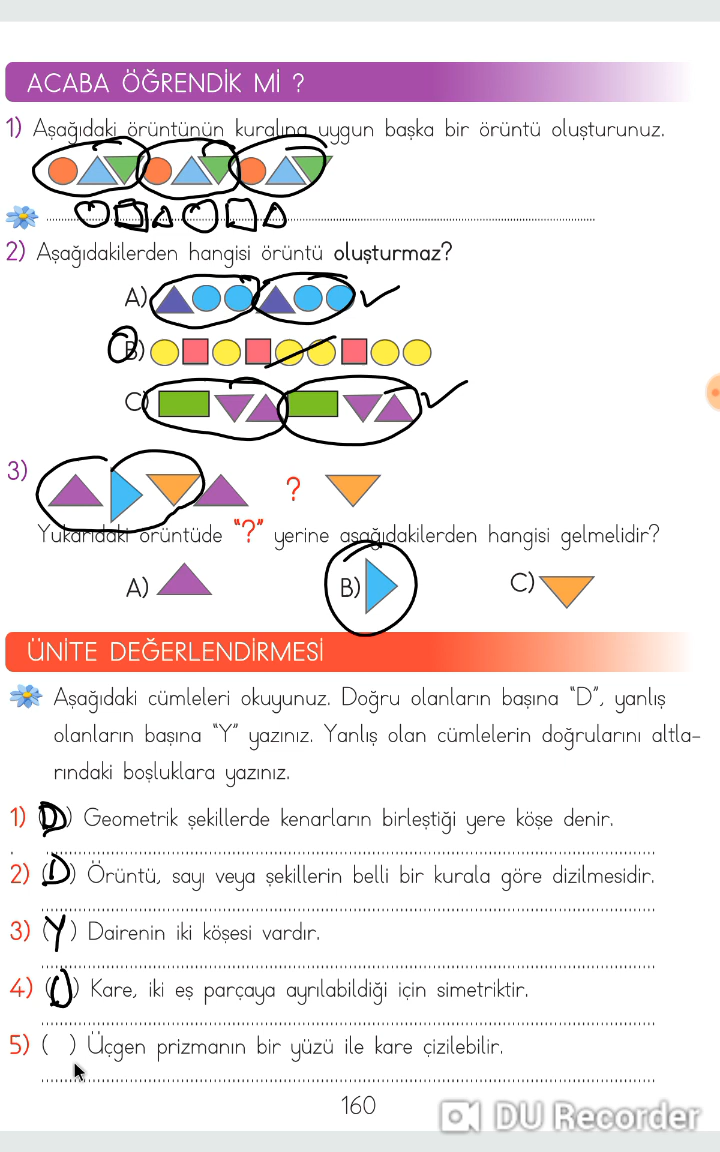 ACABA ÖĞRENDİK Mİ ?
1) Aşağıdaki örüntünün kuralına uygun başka bir örüntü oluşturunuz.
2) Aşağıdakilerden hangisi örüntü oluşturmaz?
A)
B)
C)
3)
?
Yukarıdaki örüntüde "?" yerine aşağıdakilerden hangisi gelmelidir?
A) B) C)
ÜNİTE DEĞERLENDİRMESİ
Aşağıdaki cümleleri okuyunuz. Doğru olanların başına "D", yanlış
olanların başına "Y" yazınız. Yanlış olan cümlelerin doğrularını altla-
rındaki boşluklara yazınız.
1) (D) Geometrik şekillerde kenarların birleştiği yere köşe denir.
2) (D) Örüntü, sayı veya şekillerin belli bir kurala göre dizilmesidir.
3) (Y) Dairenin iki köşesi vardır.
4) (D) Kare, iki eş parçaya ayrılabildiği için simetriktir.
5) ( ) Üçgen prizmanın bir yüzü ile kare çizilebilir.
160
DU Recorder